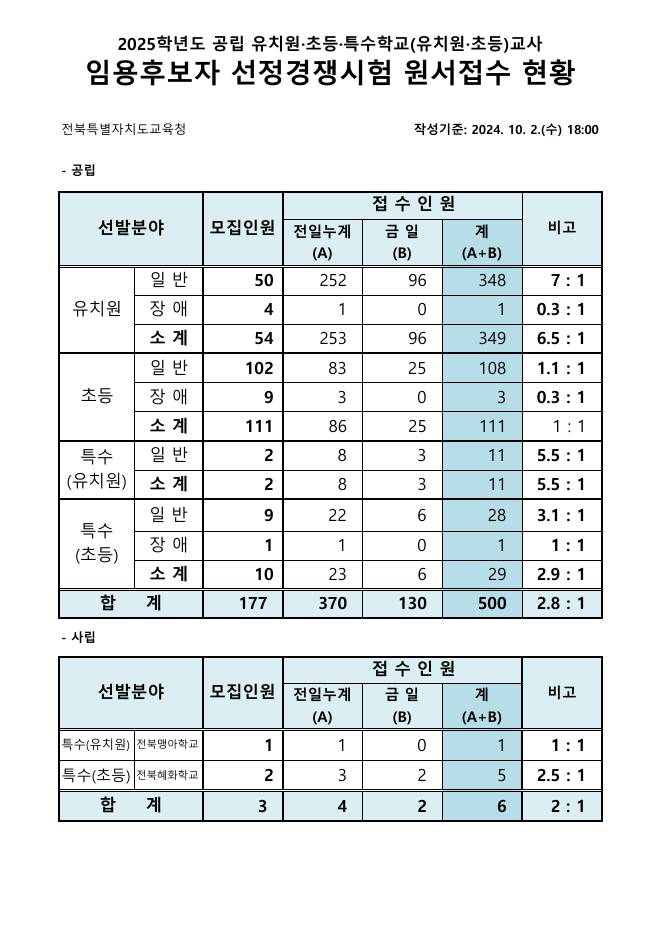 2025학년도 공립 유치원·초등·특수학교(유치원·초등)교사
임용후보자 선정경쟁시험 원서접수 현황
전북특별자치도교육청 작성기준: 2024. 10. 2.(수) 18:00
- 공립
선발분야 모집인원 접 수 인 원 비고
전일누계 (A) 금 일 (B) 계 (A+B)
유치원 일 반 50 252 96 348 7 : 1
장 애 4 1 0 1 0.3 : 1
소 계 54 253 96 349 6.5 : 1
초등 일 반 102 83 25 108 1.1 : 1
장 애 9 3 0 3 0.3 : 1
소 계 111 86 25 111 1 : 1
특수 (유치원) 일 반 2 8 3 11 5.5 : 1
소 계 2 8 3 11 5.5 : 1
특수 (초등) 일 반 9 22 6 28 3.1 : 1
장 애 1 1 0 1 1 : 1
소 계 10 23 6 29 2.9 : 1
합 계 177 370 130 500 2.8 : 1
- 사립
선발분야 모집인원 접 수 인 원 비고
전일누계 (A) 금 일 (B) 계 (A+B)
특수(유치원) 전북맹아학교 1 1 0 1 1 : 1
특수(초등) 전북혜화학교 2 3 2 5 2.5 : 1
합 계 3 4 2 6 2 : 1